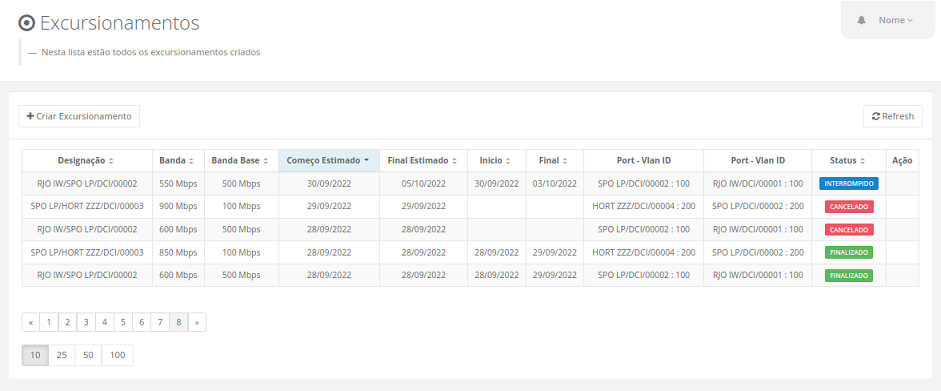 Excursionamentos
Nome
— Nesta lista estão todos os excursionamentos criados
+ Criar Excursionamento
Refresh
Designação Banda Banda Base Começo Estimado Final Estimado Inicio Final Port - Vlan ID Port - Vlan ID Status Ação
RJO IW/SPO LP/DCI/00002 550 Mbps 500 Mbps 30/09/2022 05/10/2022 30/09/2022 03/10/2022 SPO LP/DCI/00002 : 100 RJO IW/DCI/00001 : 100 INTERROMPIDO
SPO LP/HORT ZZZ/DCI/00003 900 Mbps 100 Mbps 29/09/2022 29/09/2022 HORT ZZZ/DCI/00004 : 200 SPO LP/DCI/00002 : 200 CANCELADO
RJO IW/SPO LP/DCI/00002 600 Mbps 500 Mbps 28/09/2022 28/09/2022 SPO LP/DCI/00002 : 100 RJO IW/DCI/00001 : 100 CANCELADO
SPO LP/HORT ZZZ/DCI/00003 850 Mbps 100 Mbps 28/09/2022 28/09/2022 28/09/2022 29/09/2022 HORT ZZZ/DCI/00004 : 200 SPO LP/DCI/00002 : 200 FINALIZADO
RJO IW/SPO LP/DCI/00002 600 Mbps 500 Mbps 28/09/2022 28/09/2022 28/09/2022 29/09/2022 SPO LP/DCI/00002 : 100 RJO IW/DCI/00001 : 100 FINALIZADO
« 1 2 3 4 5 6 7 8 »
10 25 50 100